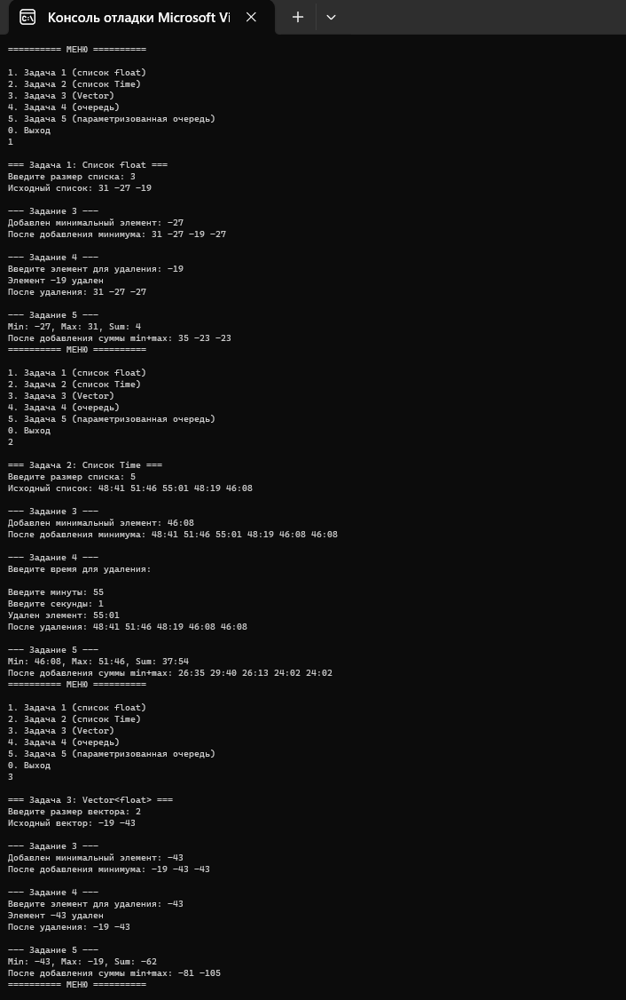 Консоль отладки Microsoft Vi
========== МЕНЮ ==========
1. Задача 1 (список float)
2. Задача 2 (список Time)
3. Задача 3 (Vector)
4. Задача 4 (очередь)
5. Задача 5 (параметризованная очередь)
0. Выход
1
=== Задача 1: Список float ===
Введите размер списка: 3
Исходный список: 31 -27 -19
--- Задание 3 ---
Добавлен минимальный элемент: -27
После добавления минимума: 31 -27 -19 -27
--- Задание 4 ---
Введите элемент для удаления: -19
Элемент -19 удален
После удаления: 31 -27 -27
--- Задание 5 ---
Min: -27, Max: 31, Sum: 4
После добавления суммы min+max: 35 -23 -23
========== МЕНЮ ==========
1. Задача 1 (список float)
2. Задача 2 (список Time)
3. Задача 3 (Vector)
4. Задача 4 (очередь)
5. Задача 5 (параметризованная очередь)
0. Выход
2
=== Задача 2: Список Time ===
Введите размер списка: 5
Исходный список: 48:41 51:46 55:01 48:19 46:08
--- Задание 3 ---
Добавлен минимальный элемент: 46:08
После добавления минимума: 48:41 51:46 55:01 48:19 46:08 46:08
--- Задание 4 ---
Введите время для удаления:
Введите минуты: 55
Введите секунды: 1
Удален элемент: 55:01
После удаления: 48:41 51:46 48:19 46:08 46:08
--- Задание 5 ---
Min: 46:08, Max: 51:46, Sum: 37:54
После добавления суммы min+max: 26:35 29:40 26:13 24:02 24:02
========== МЕНЮ ==========
1. Задача 1 (список float)
2. Задача 2 (список Time)
3. Задача 3 (Vector)
4. Задача 4 (очередь)
5. Задача 5 (параметризованная очередь)
0. Выход
3
=== Задача 3: Vector<float> ===
Введите размер вектора: 2
Исходный вектор: -19 -43
--- Задание 3 ---
Добавлен минимальный элемент: -43
После добавления минимума: -19 -43 -43
--- Задание 4 ---
Введите элемент для удаления: -43
Элемент -43 удален
После удаления: -19 -43
--- Задание 5 ---
Min: -43, Max: -19, Sum: -62
После добавления суммы min+max: -81 -105
========== МЕНЮ ==========